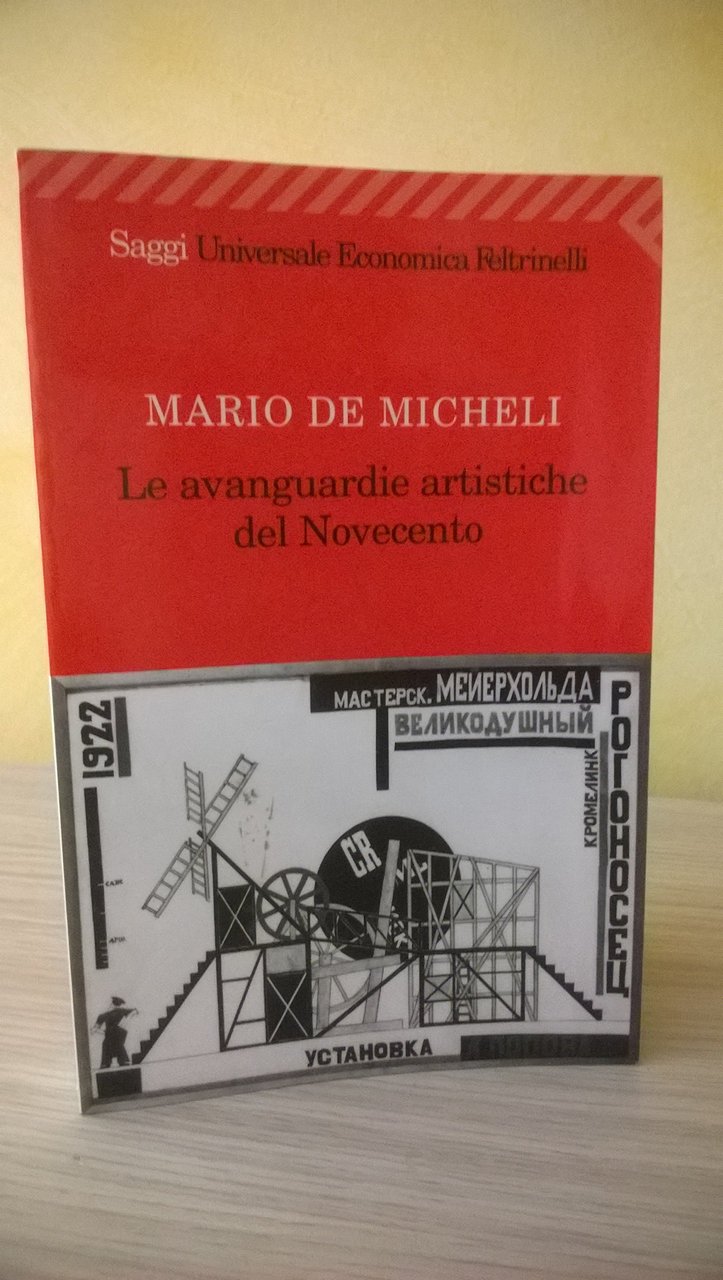 Saggi Universale Economica Feltrinelli
MARIO DE MICHELI
Le avanguardie artistiche
del Novecento
МАСТЕРСК. МЕЙЕРХОЛЬДА
ВЕЛИКОДУШНЫЙ
РОГОНОСЕЦ
КРОМЕЛИНК
1922
CR
УСТАНОВКА